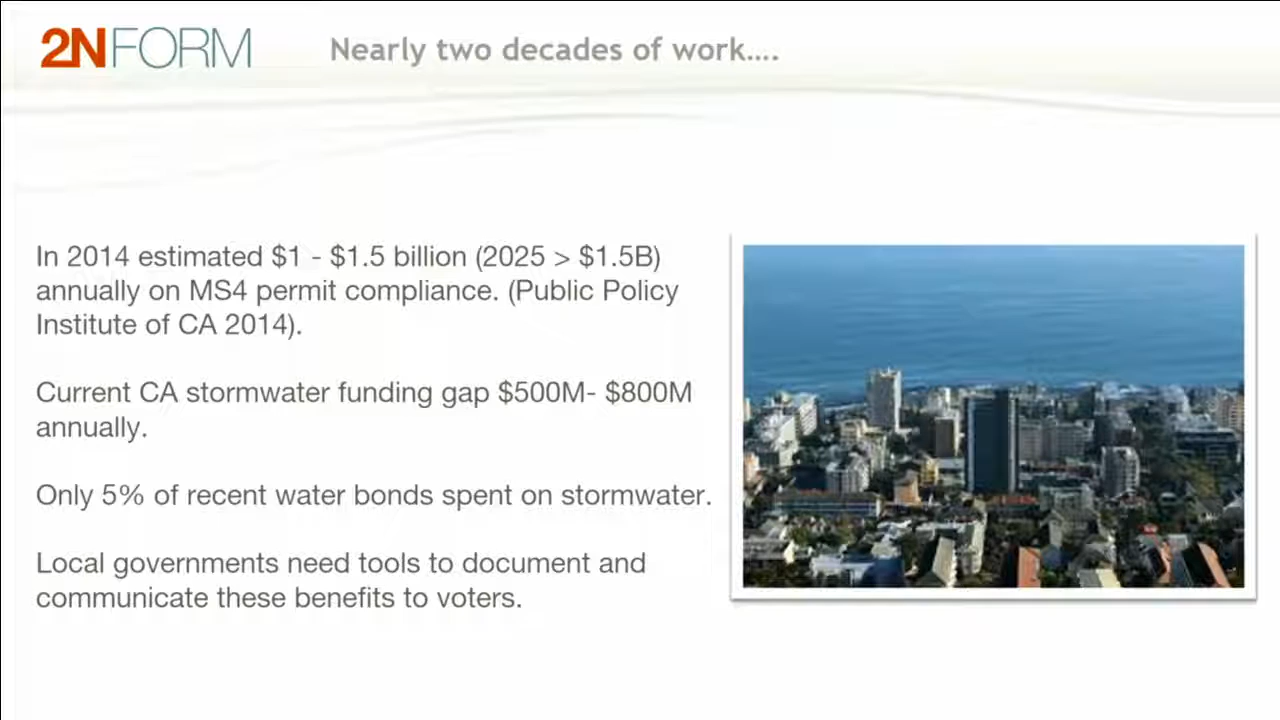 2NFORM
Nearly two decades of work....
In 2014 estimated $1 - $1.5 billion (2025 > $1.5B)
annually on MS4 permit compliance. (Public Policy
Institute of CA 2014).
Current CA stormwater funding gap $500M- $800M
annually.
Only 5% of recent water bonds spent on stormwater.
Local governments need tools to document and
communicate these benefits to voters.